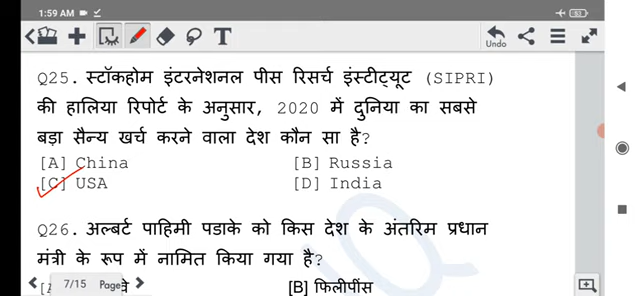 1:59 AM
53
T
Undo
Q25. स्टॉकहोम इंटरनेशनल पीस रिसर्च इंस्टीट्यूट (SIPRI)
की हालिया रिपोर्ट के अनुसार, 2020 में दुनिया का सबसे
बड़ा सैन्य खर्च करने वाला देश कौन सा है?
[A] China [B] Russia
[C] USA [D] India
Q26. अल्बर्ट पाहिमी पडाके को किस देश के अंतरिम प्रधान
मंत्री के रूप में नामित किया गया है?
7/15 Page
[B] फिलीपींस